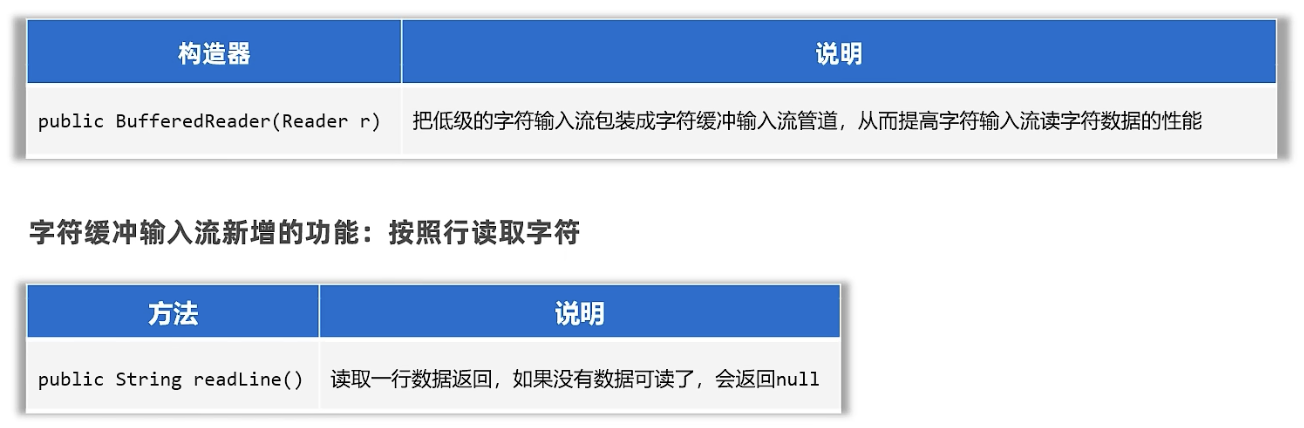 构造器 说明
public BufferedReader(Reader r) 把低级的字符输入流包装成字符缓冲输入流管道，从而提高字符输入流读字符数据的性能
字符缓冲输入流新增的功能：按照行读取字符
方法 说明
public String readLine() 读取一行数据返回，如果没有数据可读了，会返回null